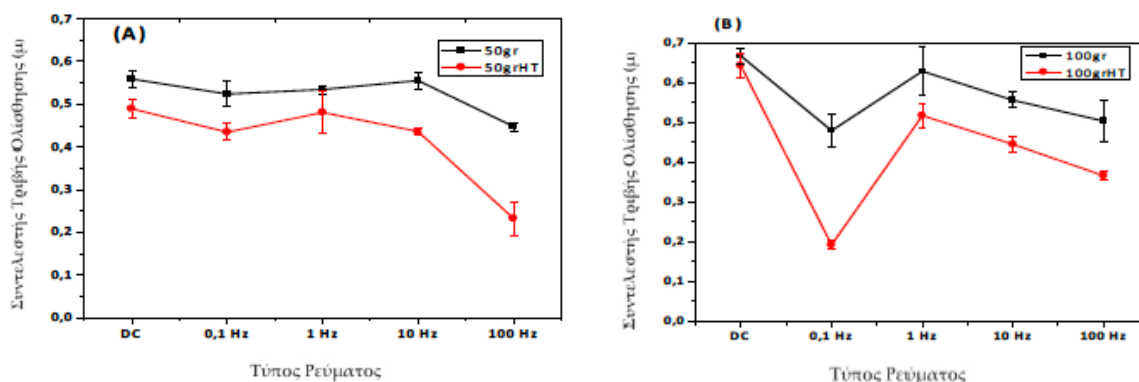 (A)
50gr
50grHT
0,7
0,6
0,5
0,4
0,3
0,2
0,1
0,0
Συντελεστής Τριβής Ολίσθησης (μ)
DC
0,1 Hz
1 Hz
10 Hz
100 Hz
Τύπος Ρεύματος
(B)
100gr
100grHT
0,7
0,6
0,5
0,4
0,3
0,2
0,1
0,0
Συντελεστής Τριβής Ολίσθησης (μ)
DC
0,1 Hz
1 Hz
10 Hz
100 Hz
Τύπος Ρεύματος